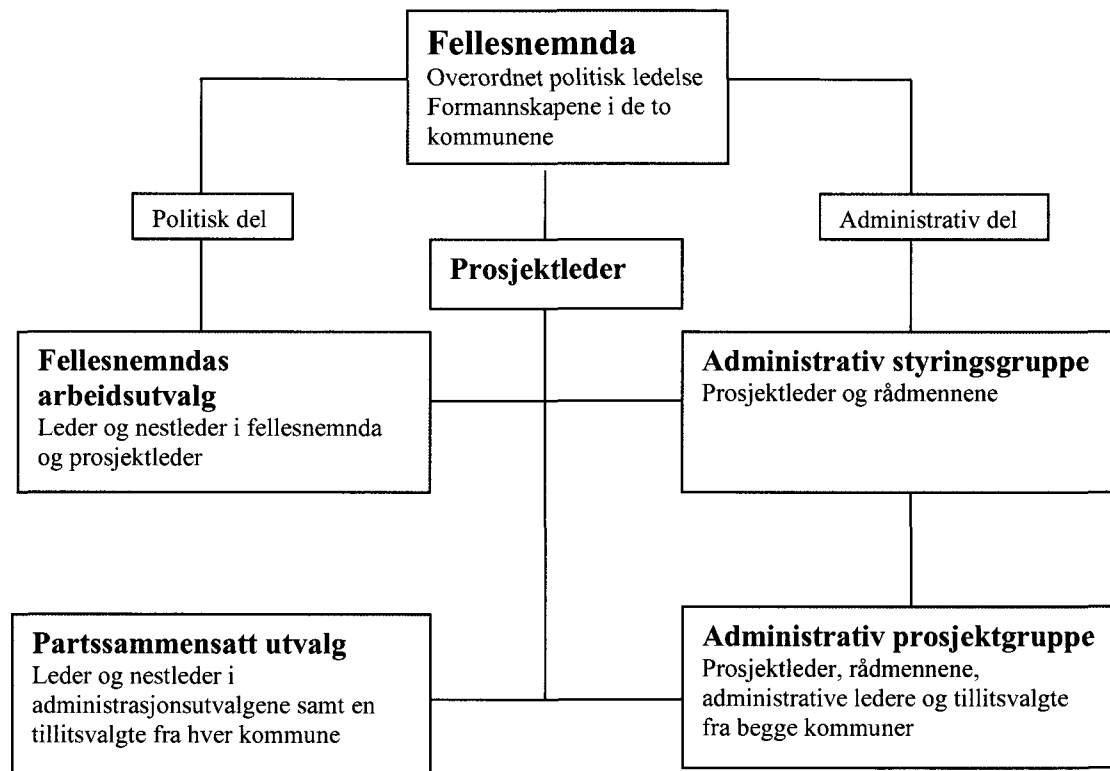 Fellesnemnda
Overordnet politisk ledelse
Formannskapene i de to
kommunene
Politisk del
Administrativ del
Prosjektleder
Fellesnemndas
arbeidsutvalg
Leder og nestleder i fellesnemnda
og prosjektleder
Administrativ styringsgruppe
Prosjektleder og rådmennene
Partssammensatt utvalg
Leder og nestleder i
administrasjonsutvalgene samt en
tillitsvalgte fra hver kommune
Administrativ prosjektgruppe
Prosjektleder, rådmennene,
administrative ledere og tillitsvalgte
fra begge kommuner